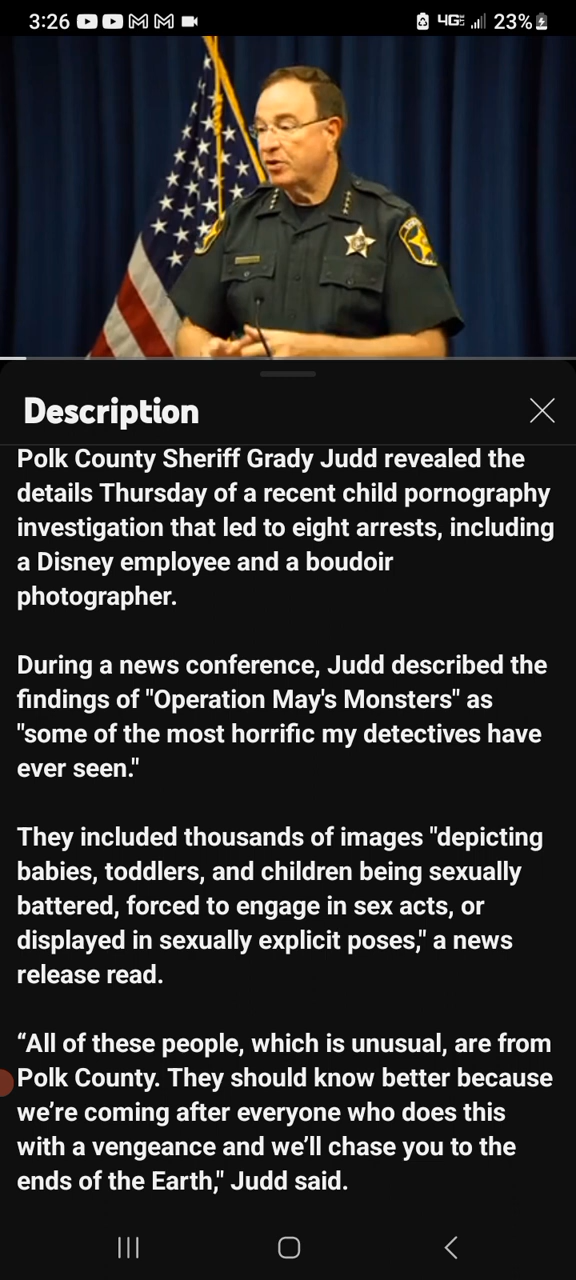 3:26
4G
23%
Description
Polk County Sheriff Grady Judd revealed the
details Thursday of a recent child pornography
investigation that led to eight arrests, including
a Disney employee and a boudoir
photographer.
During a news conference, Judd described the
findings of "Operation May's Monsters" as
"some of the most horrific my detectives have
ever seen."
They included thousands of images "depicting
babies, toddlers, and children being sexually
battered, forced to engage in sex acts, or
displayed in sexually explicit poses," a news
release read.
“All of these people, which is unusual, are from
Polk County. They should know better because
we’re coming after everyone who does this
with a vengeance and we’ll chase you to the
ends of the Earth," Judd said.